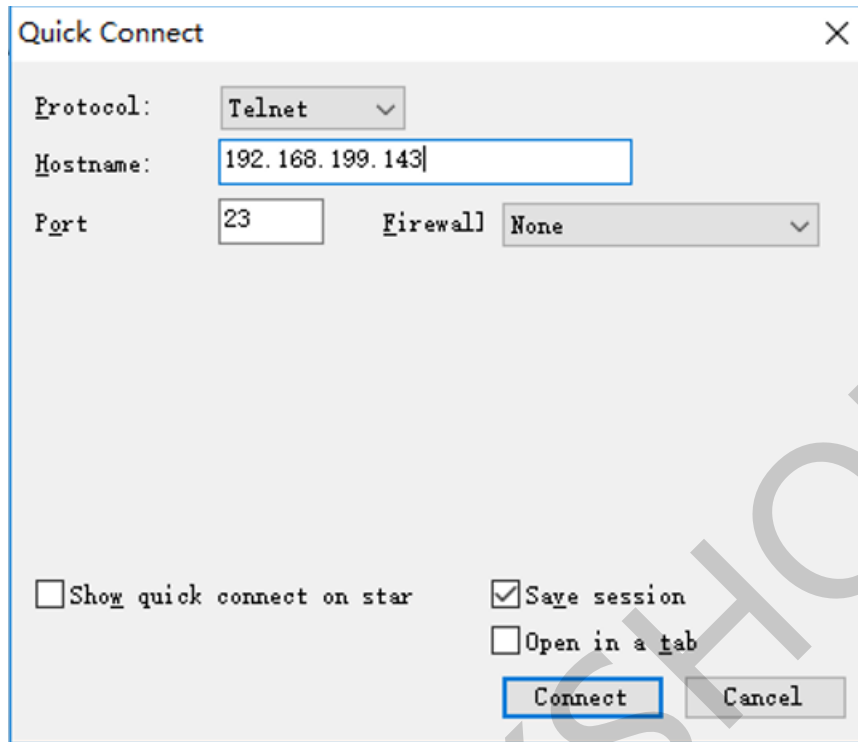 Quick Connect
Protocol: Telnet
Hostname: 192.168.199.143
Port 23 Firewall None
Show quick connect on star Save session
Open in a tab
Connect Cancel